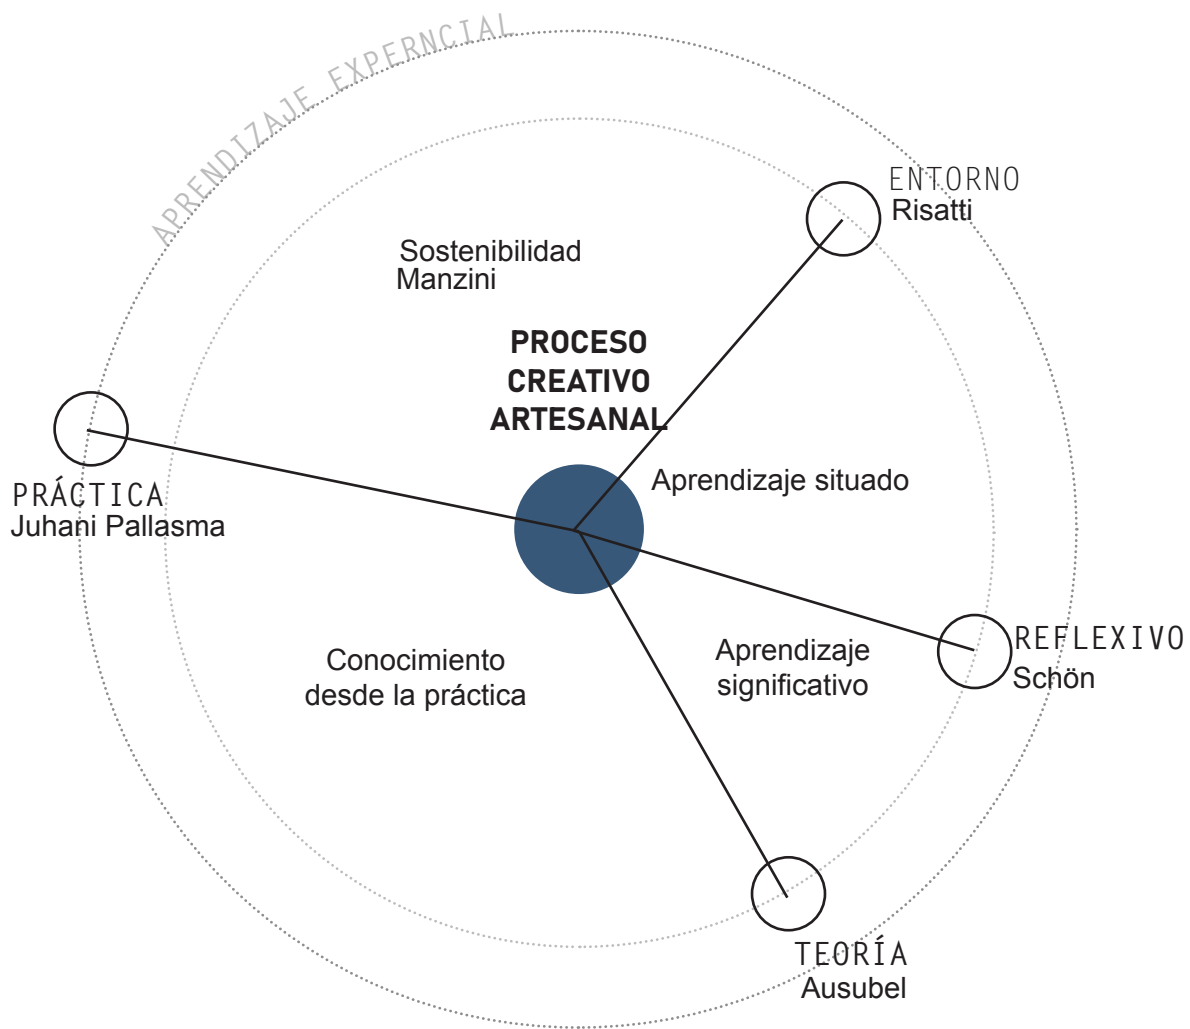 APRENDIZAJE EXPERNCIAL
ENTORNO
Risatti
Sostenibilidad
Manzini
PROCESO
CREATIVO
ARTESANAL
Aprendizaje situado
PRÁCTICA
Juhani Pallasma
REFLEXIVO
Schön
Aprendizaje
significativo
Conocimiento
desde la práctica
TEORÍA
Ausubel